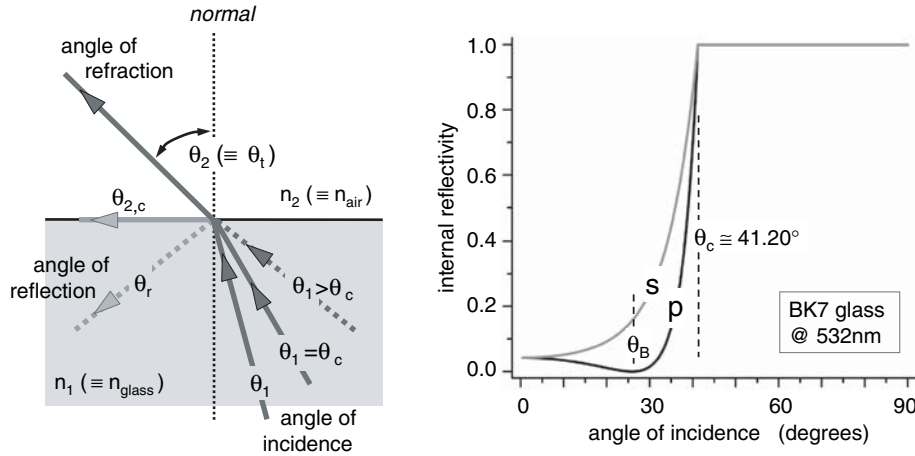 normal
angle of
refraction
θ2 (≡ θt)
n2 (≡ nair)
θ2,c
angle of
reflection
θr
θ1>θc
θ1=θc
θ1
n1 (≡ nglass)
angle of
incidence
internal reflectivity
1.0
0.8
0.6
0.4
0.2
0.0
θc ≅ 41.20°
s
p
θB
BK7 glass
@ 532nm
0
30
60
90
angle of incidence (degrees)